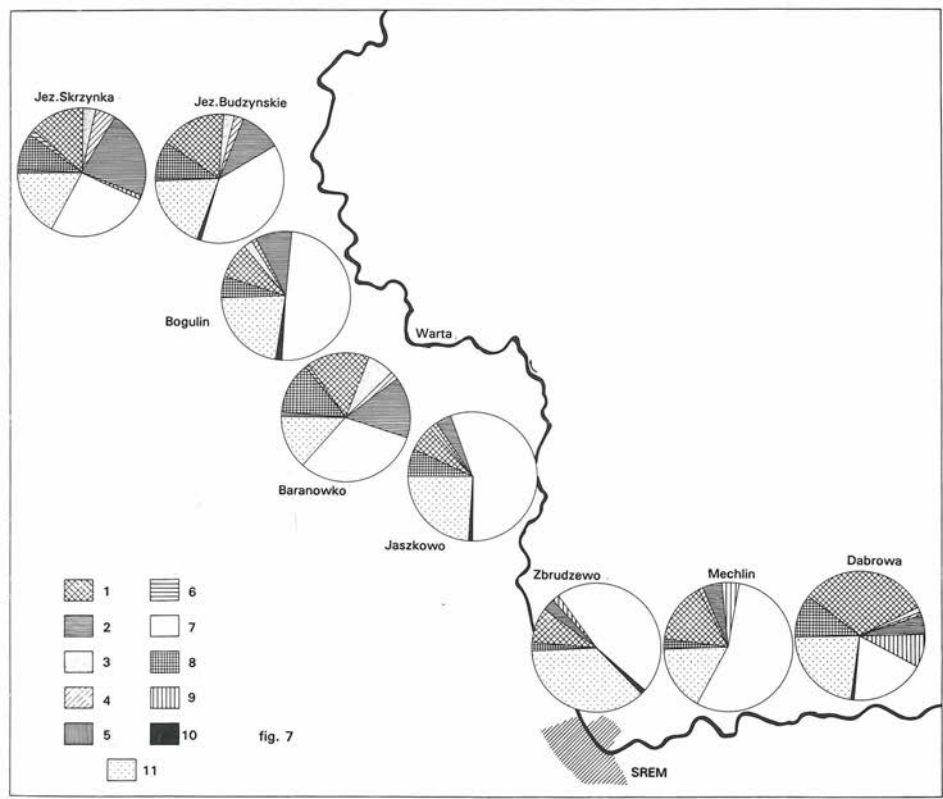 Jez.Skrzynka
Jez.Budzynskie
Bogulin
Warta
Baranowko
Jaszkowo
Zbrudzewo
Mechlin
Dabrowa
1
2
3
4
5
6
7
8
9
10
11
fig. 7
SREM